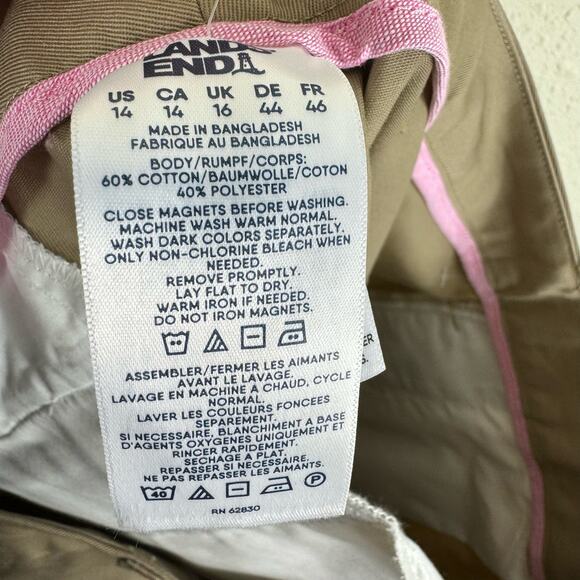 LANDS'
END
US CA UK DE FR
14 14 16 44 46
MADE IN BANGLADESH
FABRIQUE AU BANGLADESH
BODY/RUMPF/CORPS:
60% COTTON/BAUMWOLLE/COTON
40% POLYESTER
CLOSE MAGNETS BEFORE WASHING.
MACHINE WASH WARM NORMAL.
WASH DARK COLORS SEPARATELY.
ONLY NON-CHLORINE BLEACH WHEN
NEEDED.
REMOVE PROMPTLY.
LAY FLAT TO DRY.
WARM IRON IF NEEDED.
DO NOT IRON MAGNETS.
ASSEMBLER/FERMER LES AIMANTS
AVANT LE LAVAGE.
LAVAGE EN MACHINE A CHAUD, CYCLE
NORMAL.
LAVER LES COULEURS FONCEES
SEPAREMENT.
SI NECESSAIRE, BLANCHIMENT A BASE
D'AGENTS OXYGENES UNIQUEMENT ET
RINCER RAPIDEMENT.
SECHAGE A PLAT.
REPASSER SI NECESSAIRE.
NE PAS REPASSER LES AIMANTS.
40 P
RN 62830
ER
S.